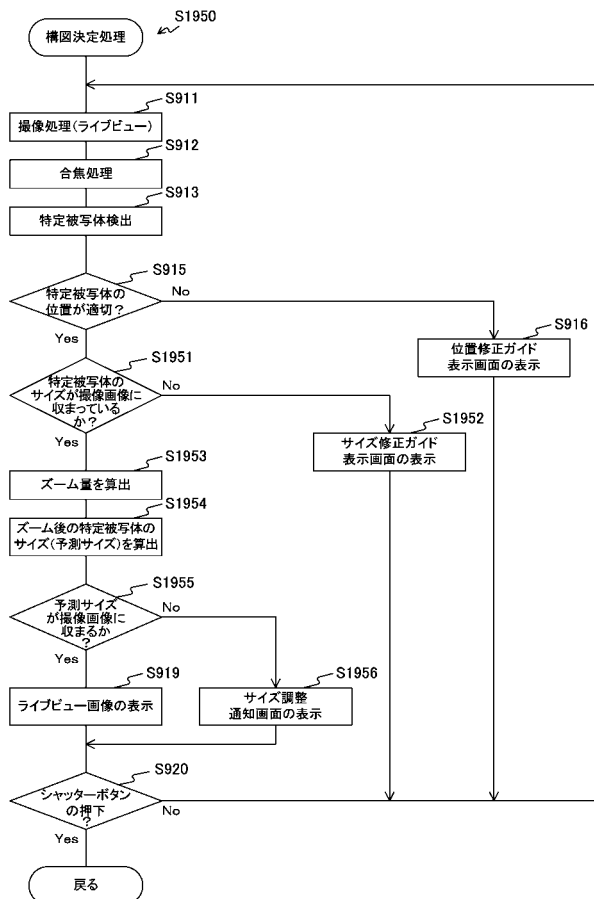 S1950
構図決定処理
S911
撮像処理(ライブビュー)
S912
合焦処理
S913
特定被写体検出
S915
特定被写体の
位置が適切?
No
Yes
S916
位置修正ガイド
表示画面の表示
S1951
特定被写体の
サイズが撮像画像に
収まっている
か?
No
Yes
S1952
サイズ修正ガイド
表示画面の表示
S1953
ズーム量を算出
S1954
ズーム後の特定被写体の
サイズ(予測サイズ)を算出
S1955
予測サイズ
が撮像画像に
収まるか
?
No
Yes
S919
ライブビュー画像の表示
S1956
サイズ調整
通知画面の表示
S920
シャッターボタン
の押下
?
No
Yes
戻る